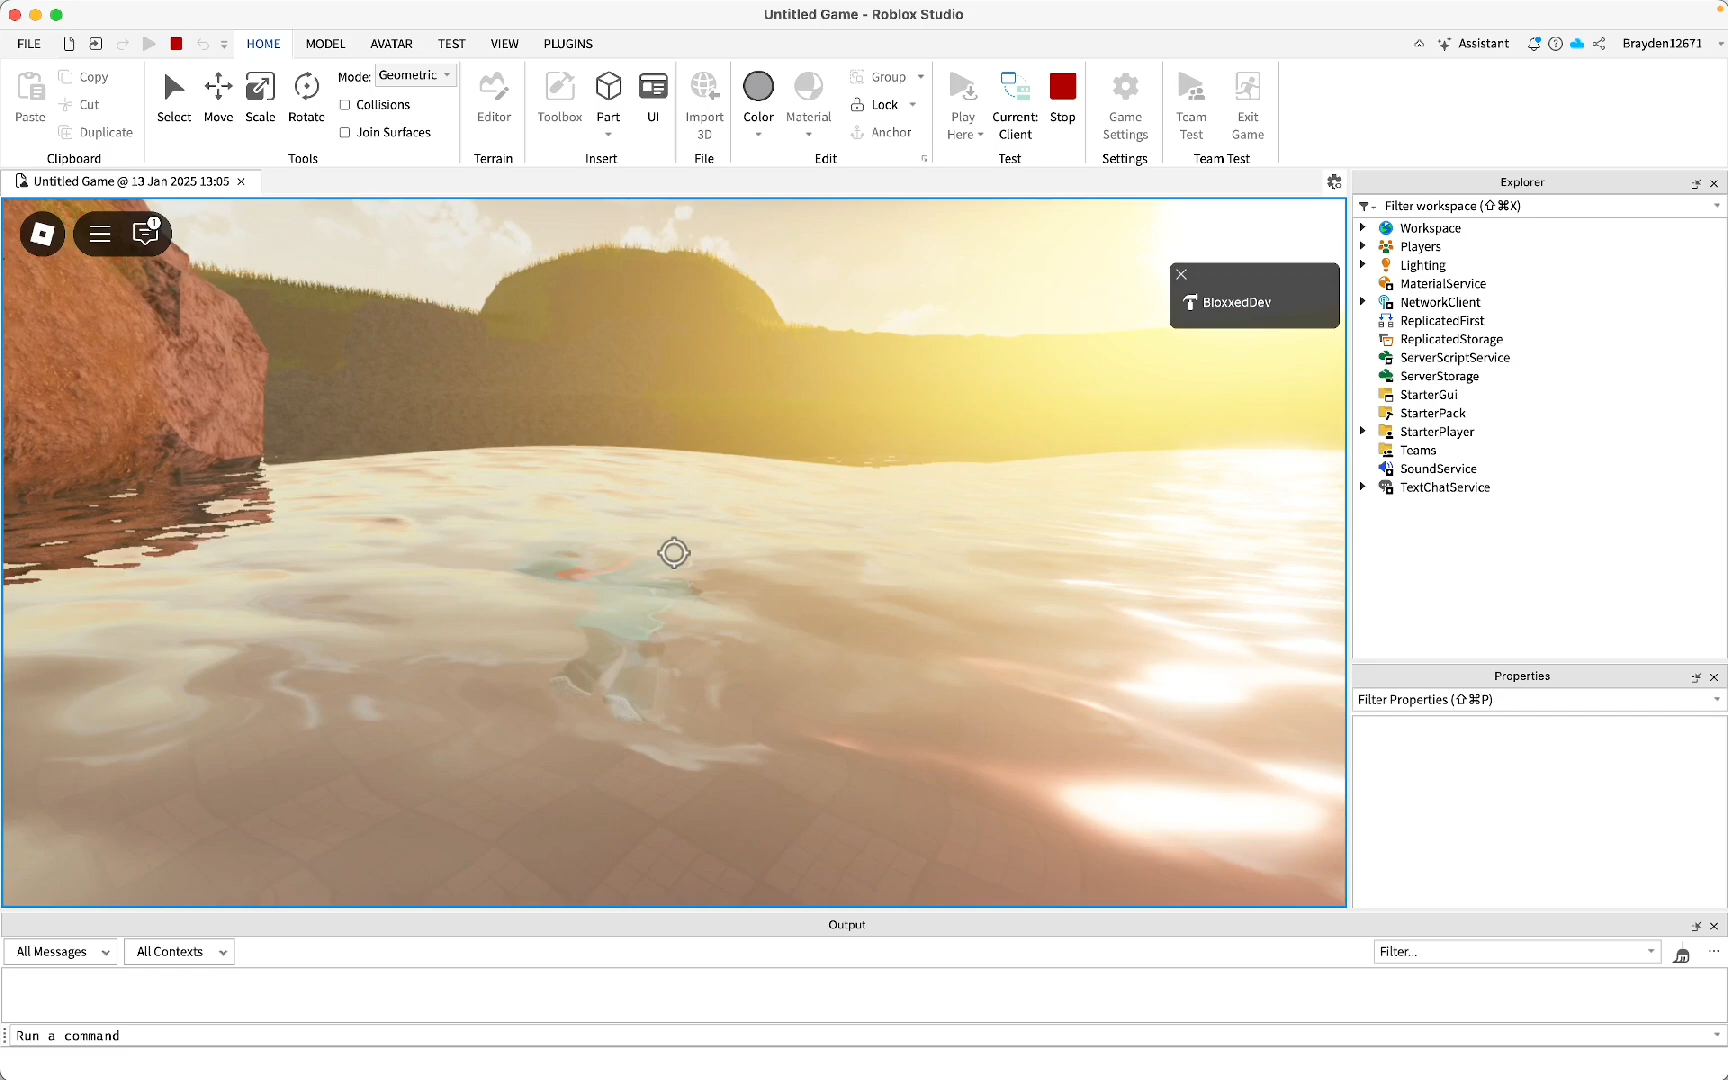 Untitled Game - Roblox Studio
FILE HOME MODEL AVATAR TEST VIEW PLUGINS Assistant Brayden12671
Paste Copy Cut Duplicate
Clipboard
Select Move Scale Rotate
Mode: Geometric
Collisions
Join Surfaces
Tools
Editor
Terrain
Toolbox Part UI
Insert
Import
3D
File
Color Material
Group
Lock
Anchor
Edit
Play
Here
Current:
Client
Stop
Test
Game
Settings
Settings
Team
Test
Exit
Game
Team Test
Untitled Game @ 13 Jan 2025 13:05
1
BloxxedDev
Explorer
Filter workspace (⇧⌘X)
Workspace
Players
Lighting
MaterialService
NetworkClient
ReplicatedFirst
ReplicatedStorage
ServerScriptService
ServerStorage
StarterGui
StarterPack
StarterPlayer
Teams
SoundService
TextChatService
Properties
Filter Properties (⇧⌘P)
Output
All Messages All Contexts Filter...
Run a command